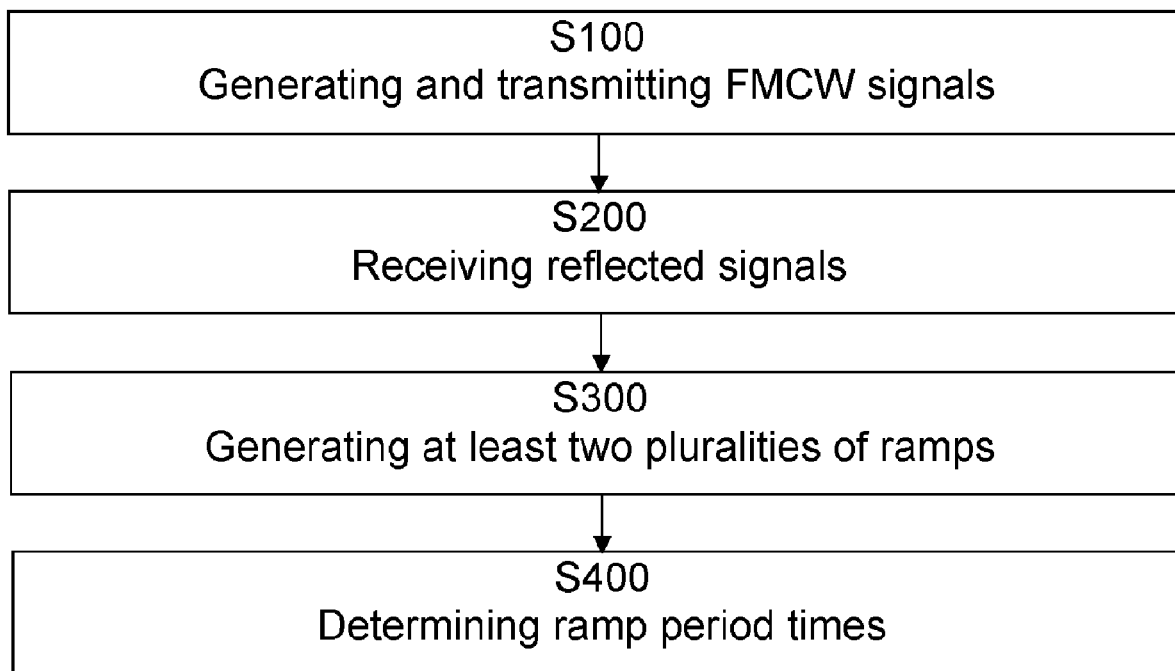 S100
Generating and transmitting FMCW signals
S200
Receiving reflected signals
S300
Generating at least two pluralities of ramps
S400
Determining ramp period times